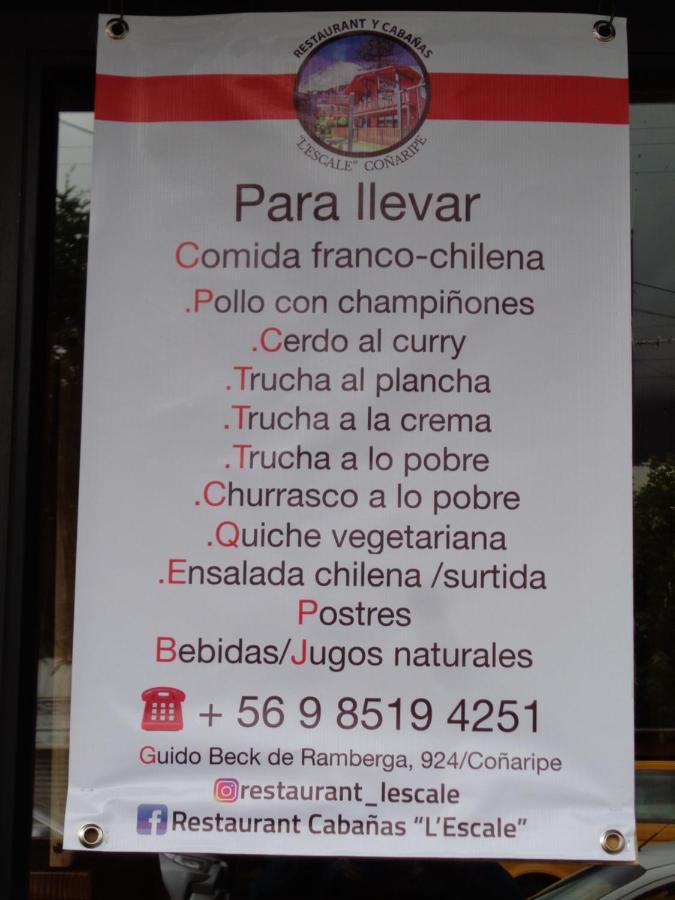 RESTAURANT Y CABAÑAS
"L'ESCALE" COÑARIPE
Para llevar
Comida franco-chilena
.Pollo con champiñones
.Cerdo al curry
.Trucha al plancha
.Trucha a la crema
.Trucha a lo pobre
.Churrasco a lo pobre
.Quiche vegetariana
.Ensalada chilena /surtida
Postres
Bebidas/Jugos naturales
+ 56 9 8519 4251
Guido Beck de Ramberga, 924/Coñaripe
restaurant_lescale
Restaurant Cabañas "L'Escale"